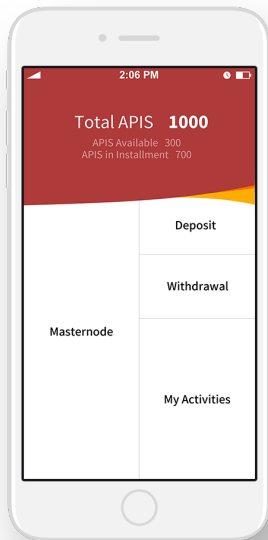 2:06 PM
Total APIS 1000
APIS Available 300
APIS in Installment 700
Deposit
Withdrawal
Masternode
My Activities